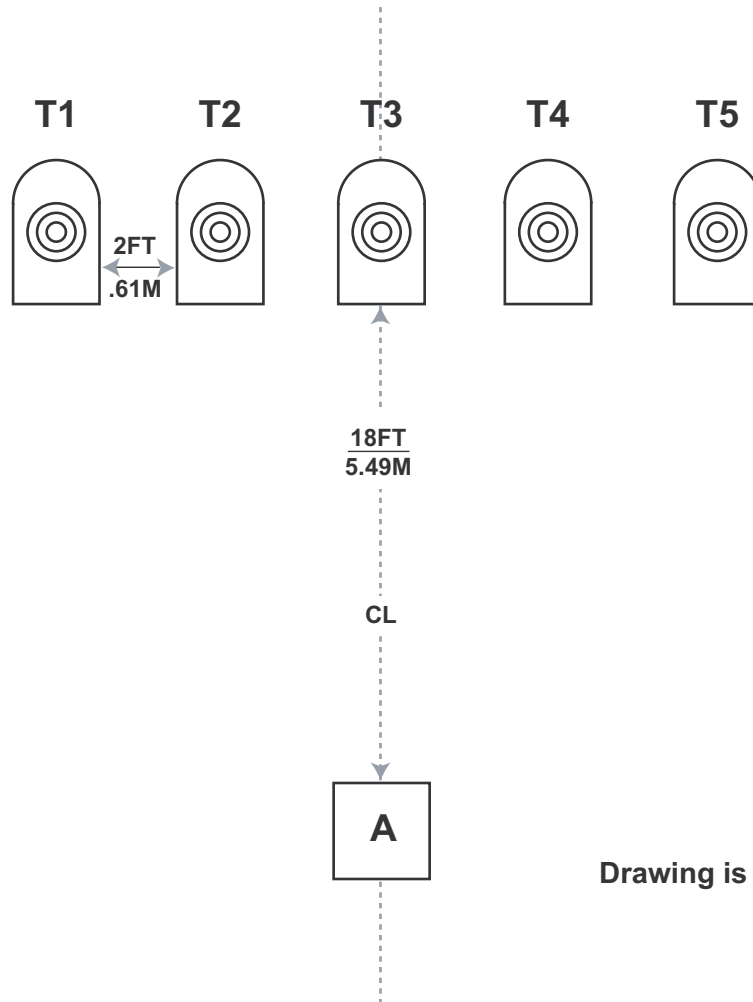 T1 T2 T3 T4 T5
2FT
.61M
18FT
5.49M
CL
A
Drawing is